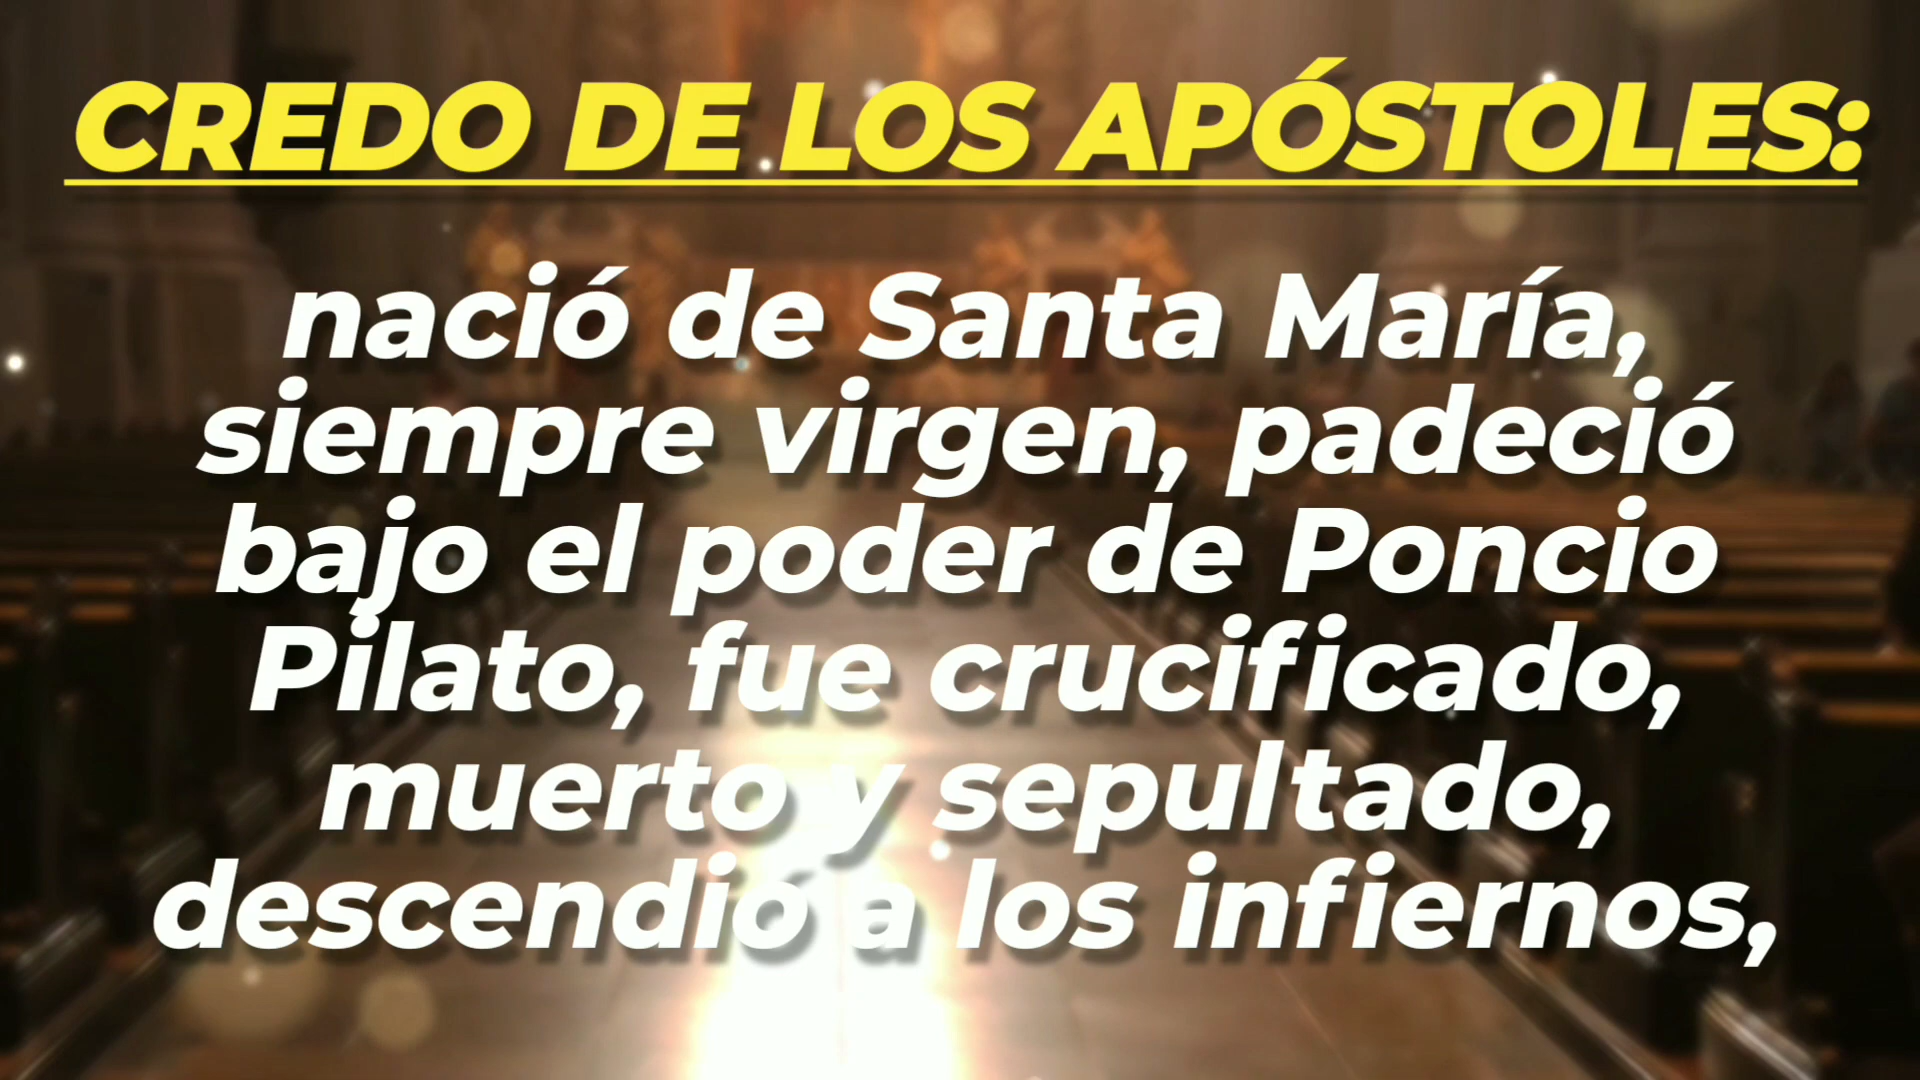 CREDO DE LOS APÓSTOLES:
nació de Santa María,
siempre virgen, padeció
bajo el poder de Poncio
Pilato, fue crucificado,
muerto y sepultado,
descendió a los infiernos,